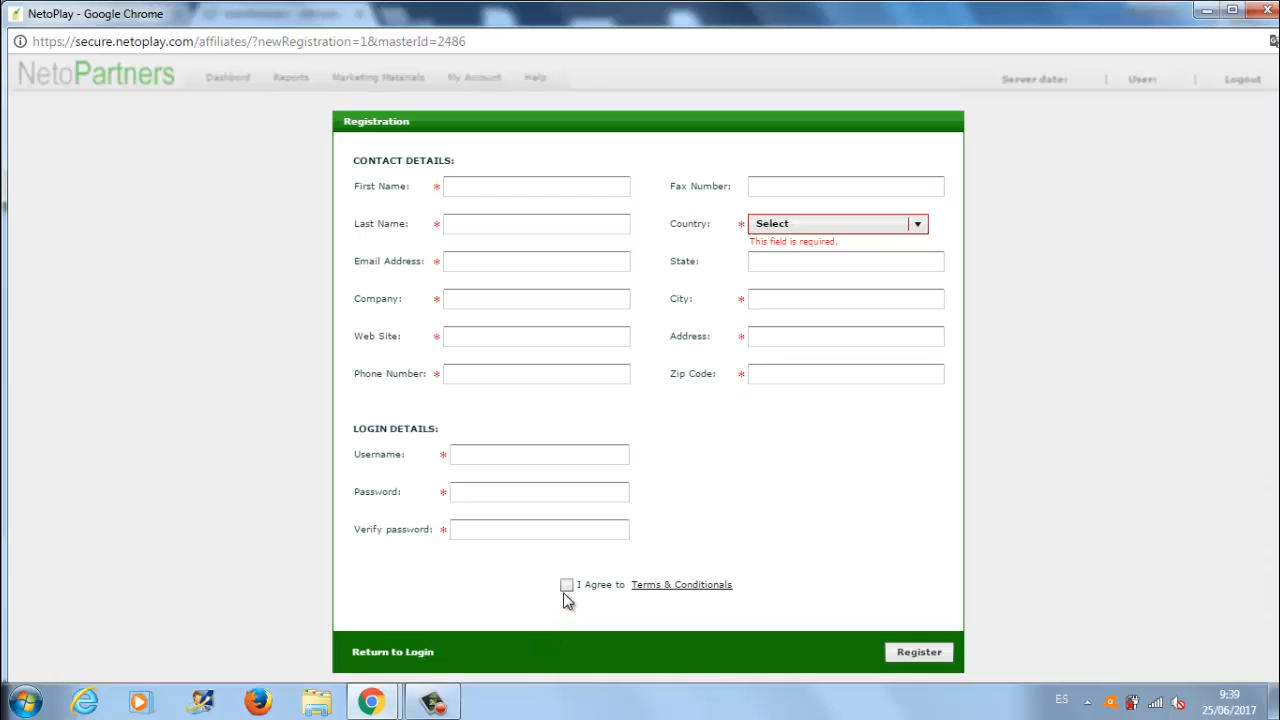 NetoPlay - Google Chrome
https://secure.netoplay.com/affiliates/?newRegistration=1&masterId=2486
NetoPartners Dashbord Reports Marketing Materials My Account Help Server date: | User: | Logout
Registration
CONTACT DETAILS:
First Name: * Fax Number:
Last Name: * Country: * Select
This field is required.
Email Address: * State:
Company: * City: *
Web Site: * Address: *
Phone Number: * Zip Code: *
LOGIN DETAILS:
Username: *
Password: *
Verify password: *
I Agree to Terms & Conditionals
Return to Login Register
ES 9:39
25/06/2017